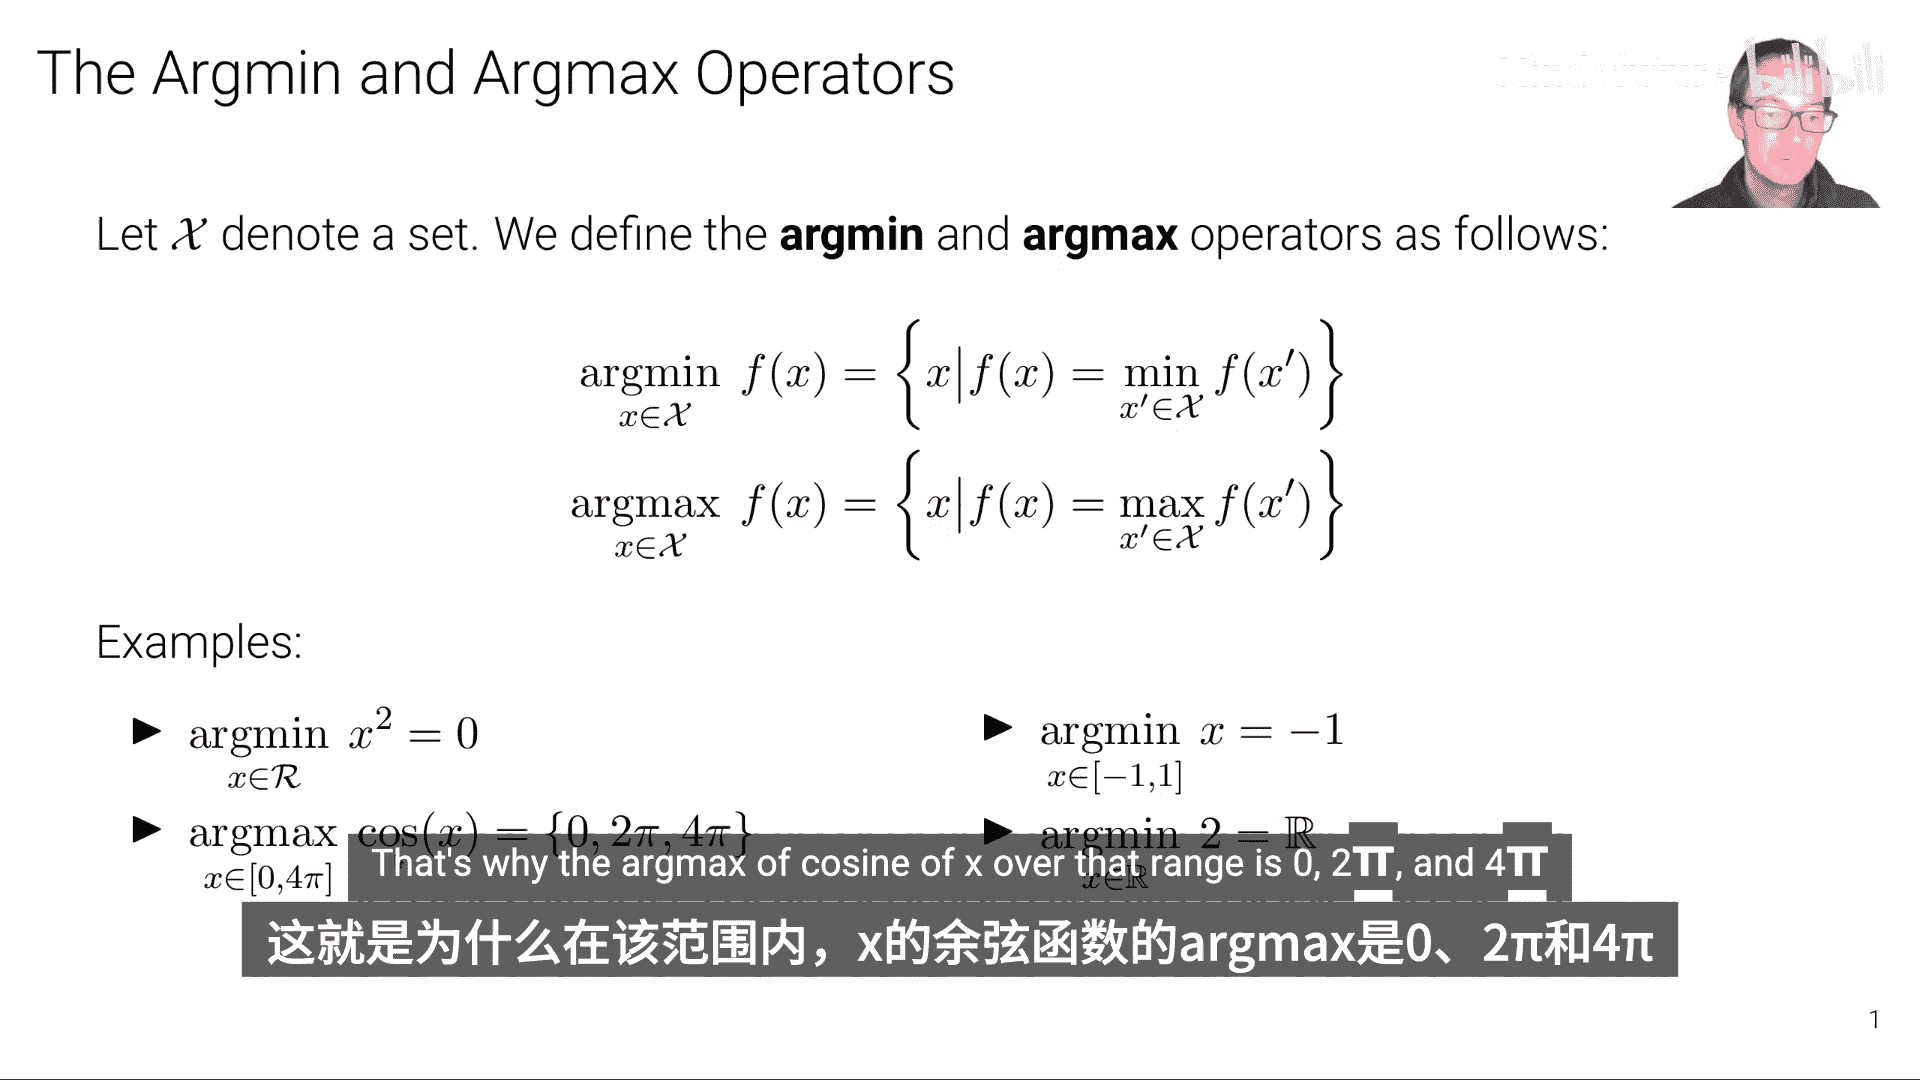 The Argmin and Argmax Operators
Let 𝒳 denote a set. We define the argmin and argmax operators as follows:
argmin f(x) = { x | f(x) = min f(x′) }
x∈𝒳 x′∈𝒳
argmax f(x) = { x | f(x) = max f(x′) }
x∈𝒳 x′∈𝒳
Examples:
▶ argmin x² = 0
x∈ℛ
▶ argmax cos(x) = {0, 2π, 4π}
x∈[0,4π]
▶ argmin x = −1
x∈[−1,1]
▶ argmin 2 = ℝ
x∈ℝ
That's why the argmax of cosine of x over that range is 0, 2π, and 4π
这就是为什么在该范围内，x的余弦函数的argmax是0、2π和4π
1
bilibili